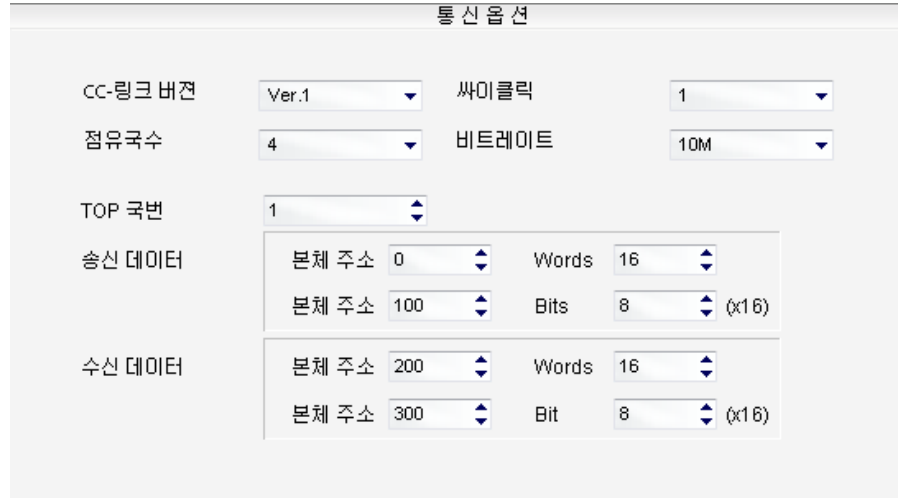 통 신 옵 션
CC-링크 버젼 Ver.1 싸이클릭 1
점유국수 4 비트레이트 10M
TOP 국번 1
송신 데이터 본체 주소 0 Words 16
본체 주소 100 Bits 8 (x16)
수신 데이터 본체 주소 200 Words 16
본체 주소 300 Bit 8 (x16)